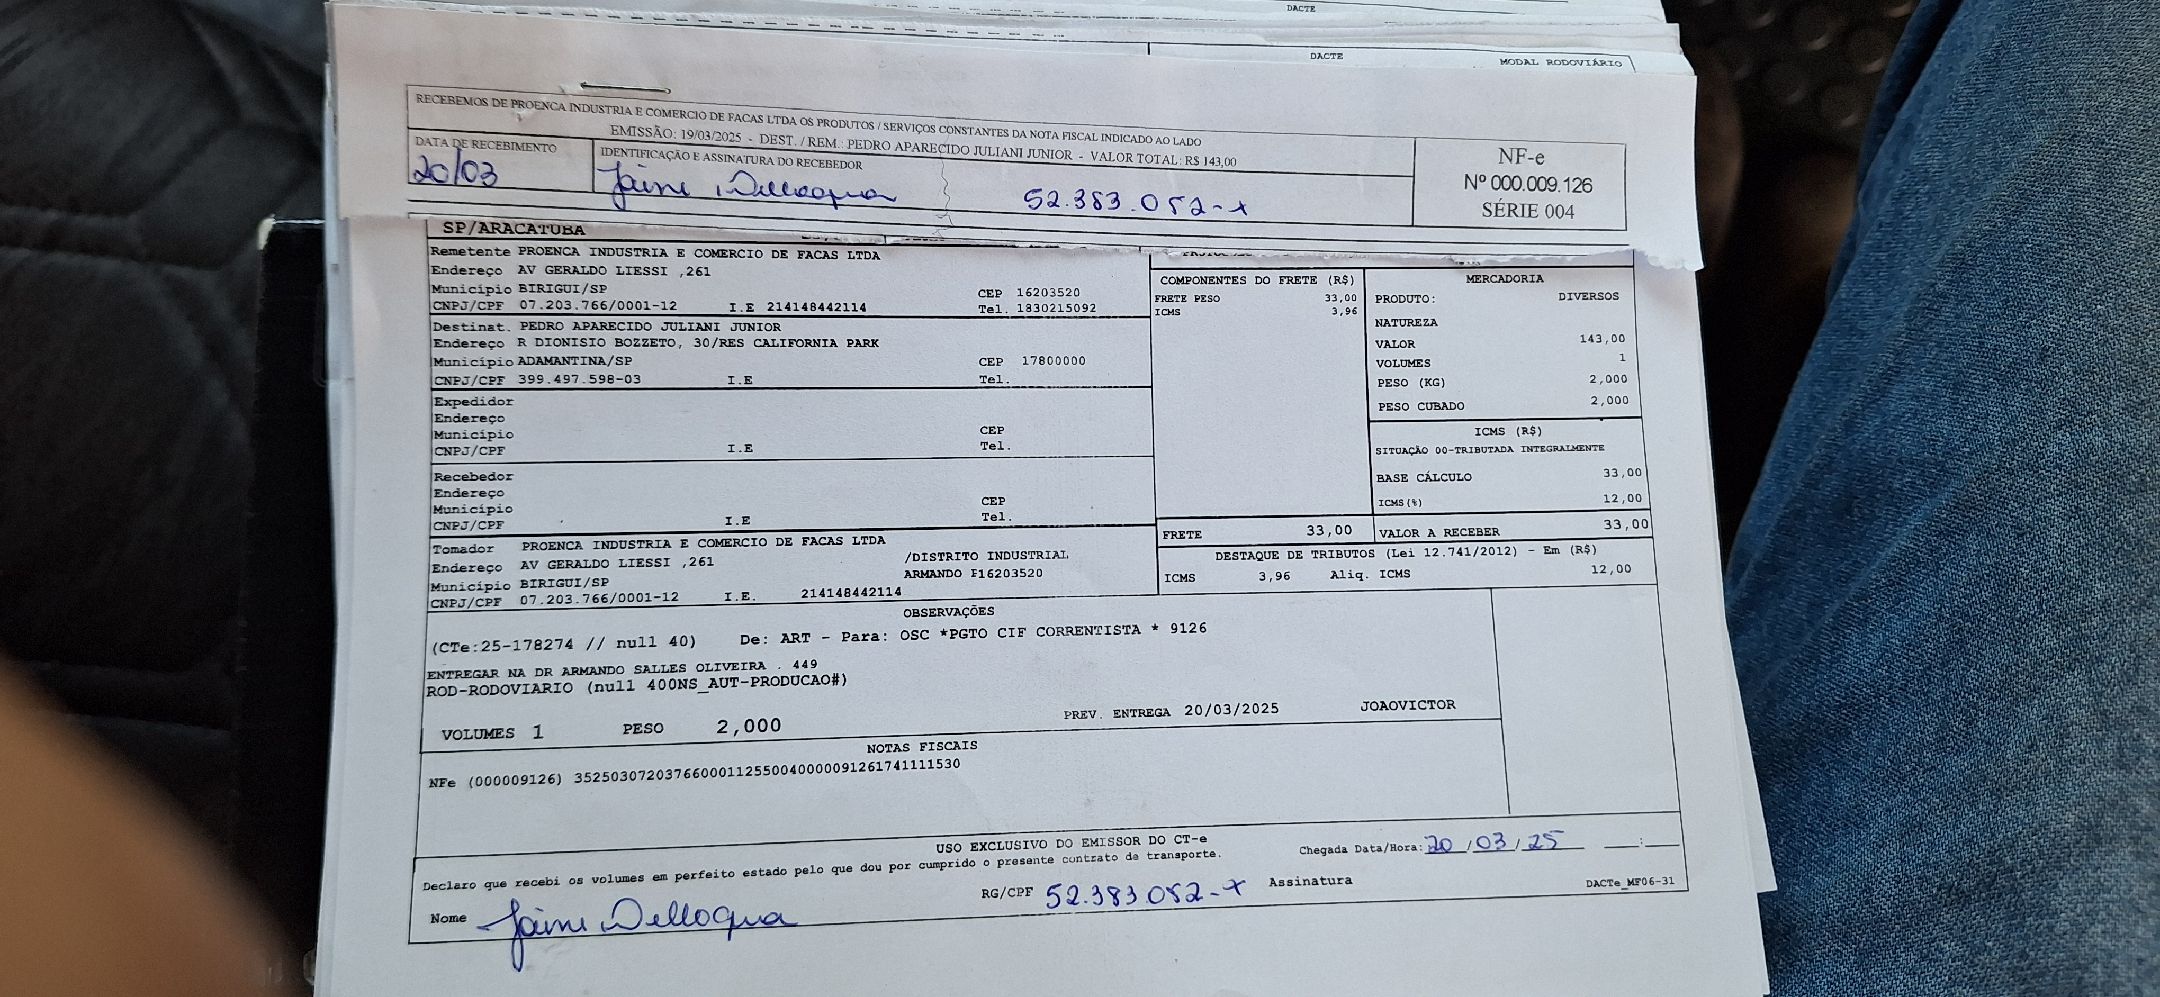 DACTE
DACTE
MODAL RODOVIÁRIO
RECEBEMOS DE PROENCA INDUSTRIA E COMERCIO DE FACAS LTDA OS PRODUTOS / SERVIÇOS CONSTANTES DA NOTA FISCAL INDICADO AO LADO
EMISSÃO: 19/03/2025 - DEST. / REM.: PEDRO APARECIDO JULIANI JUNIOR - VALOR TOTAL: R$ 143,00
DATA DE RECEBIMENTO
20/03
IDENTIFICAÇÃO E ASSINATURA DO RECEBEDOR
Jaini Delloqua 52.383.052-x
NF-e
Nº 000.009.126
SÉRIE 004
SP/ARACATUBA
Remetente PROENCA INDUSTRIA E COMERCIO DE FACAS LTDA
Endereço AV GERALDO LIESSI ,261
Município BIRIGUI/SP CEP 16203520
CNPJ/CPF 07.203.766/0001-12 I.E 214148442114 Tel. 1830215092
Destinat. PEDRO APARECIDO JULIANI JUNIOR
Endereço R DIONISIO BOZZETO, 30/RES CALIFORNIA PARK
Município ADAMANTINA/SP CEP 17800000
CNPJ/CPF 399.497.598-03 I.E Tel.
Expedidor
Endereço
Município CEP
CNPJ/CPF I.E Tel.
Recebedor
Endereço
Município CEP
CNPJ/CPF I.E Tel.
Tomador PROENCA INDUSTRIA E COMERCIO DE FACAS LTDA
Endereço AV GERALDO LIESSI ,261 /DISTRITO INDUSTRIAL
Município BIRIGUI/SP ARMANDO P16203520
CNPJ/CPF 07.203.766/0001-12 I.E. 214148442114
COMPONENTES DO FRETE (R$)
FRETE PESO 33,00
ICMS 3,96
MERCADORIA
PRODUTO: DIVERSOS
NATUREZA
VALOR 143,00
VOLUMES 1
PESO (KG) 2,000
PESO CUBADO 2,000
ICMS (R$)
SITUAÇÃO 00-TRIBUTADA INTEGRALMENTE
BASE CÁLCULO 33,00
ICMS(%) 12,00
FRETE 33,00 VALOR A RECEBER 33,00
DESTAQUE DE TRIBUTOS (Lei 12.741/2012) - Em (R$)
ICMS 3,96 Aliq. ICMS 12,00
OBSERVAÇÕES
(CTe:25-178274 // null 40) De: ART - Para: OSC *PGTO CIF CORRENTISTA * 9126
ENTREGAR NA DR ARMANDO SALLES OLIVEIRA . 449
ROD-RODOVIARIO (null 400NS_AUT-PRODUCAO#)
VOLUMES 1 PESO 2,000 PREV. ENTREGA 20/03/2025 JOAOVICTOR
NOTAS FISCAIS
NFe (000009126) 35250307203766000112550040000091261741111530
USO EXCLUSIVO DO EMISSOR DO CT-e
Declaro que recebi os volumes em perfeito estado pelo que dou por cumprido o presente contrato de transporte. Chegada Data/Hora: 20/03/25 __:__
Nome Jaini Delloqua RG/CPF 52.383.052-x Assinatura
DACTe_MF06-31